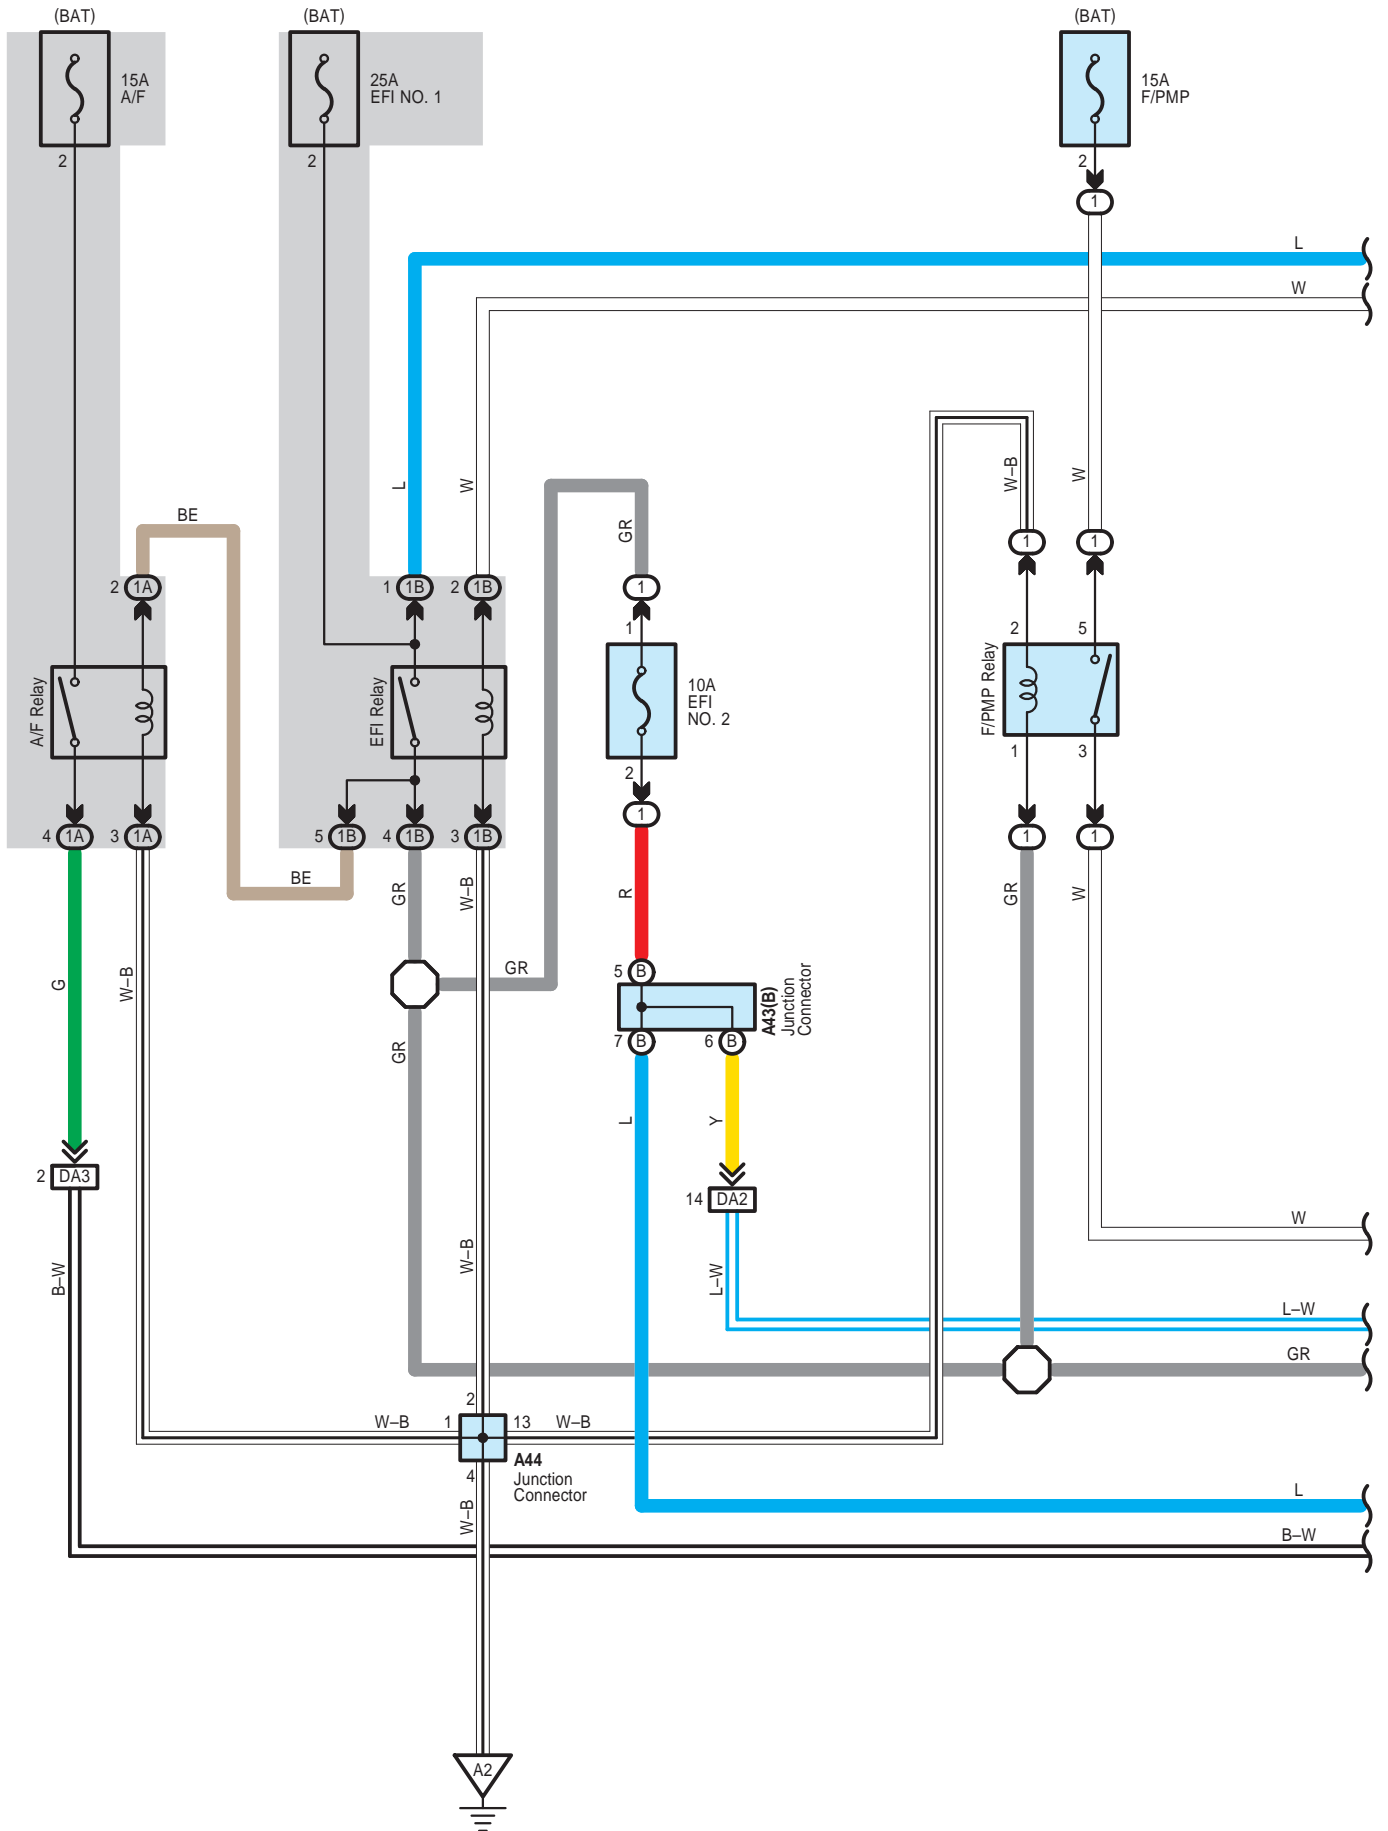 (BAT)
(BAT)
(BAT)
15A
A/F
25A
EFI NO. 1
15A
F/PMP
2
2
2
1
L
W
L
W
GR
W–B
W
BE
1
1
2
1A
1
1B
2
1B
1
1
2
5
A/F Relay
EFI Relay
10A
EFI
NO. 2
F/PMP Relay
2
1
3
1
4
1A
3
1A
5
1B
4
1B
3
1B
1
1
BE
GR
W–B
R
GR
W
G
W–B
GR
5
B
A43(B)
Junction
Connector
7
B
6
B
GR
L
Y
2
DA3
14
DA2
W
B–W
W–B
L–W
L–W
GR
2
W–B
1
13
W–B
4
A44
Junction
Connector
W–B
L
B–W
A2